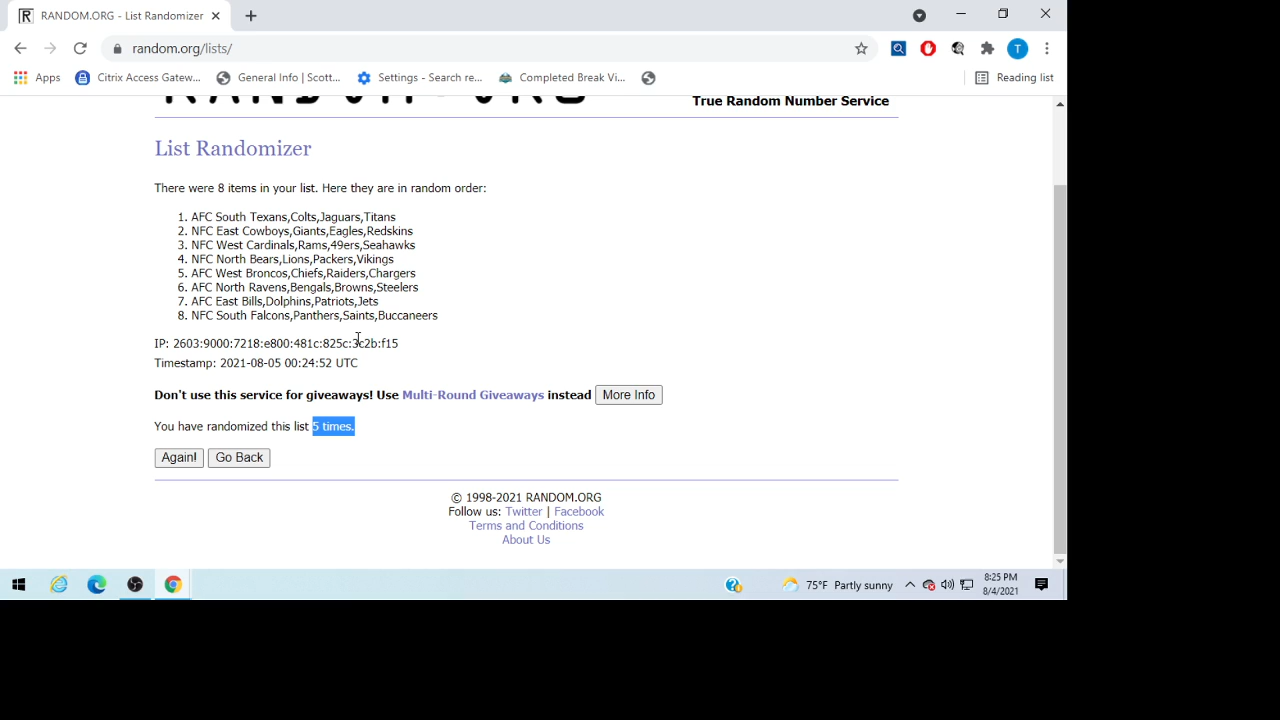 RANDOM.ORG - List Randomizer
random.org/lists/
T
Apps
Citrix Access Gatew...
General Info | Scott...
Settings - Search re...
Completed Break Vi...
Reading list
RANDOM.ORG
True Random Number Service
List Randomizer
There were 8 items in your list. Here they are in random order:
1. AFC South Texans,Colts,Jaguars,Titans
2. NFC East Cowboys,Giants,Eagles,Redskins
3. NFC West Cardinals,Rams,49ers,Seahawks
4. NFC North Bears,Lions,Packers,Vikings
5. AFC West Broncos,Chiefs,Raiders,Chargers
6. AFC North Ravens,Bengals,Browns,Steelers
7. AFC East Bills,Dolphins,Patriots,Jets
8. NFC South Falcons,Panthers,Saints,Buccaneers
IP: 2603:9000:7218:e800:481c:825c:3c2b:f15
Timestamp: 2021-08-05 00:24:52 UTC
Don't use this service for giveaways! Use Multi-Round Giveaways instead More Info
You have randomized this list 5 times.
Again! Go Back
© 1998-2021 RANDOM.ORG
Follow us: Twitter | Facebook
Terms and Conditions
About Us
75°F Partly sunny
8:25 PM
8/4/2021